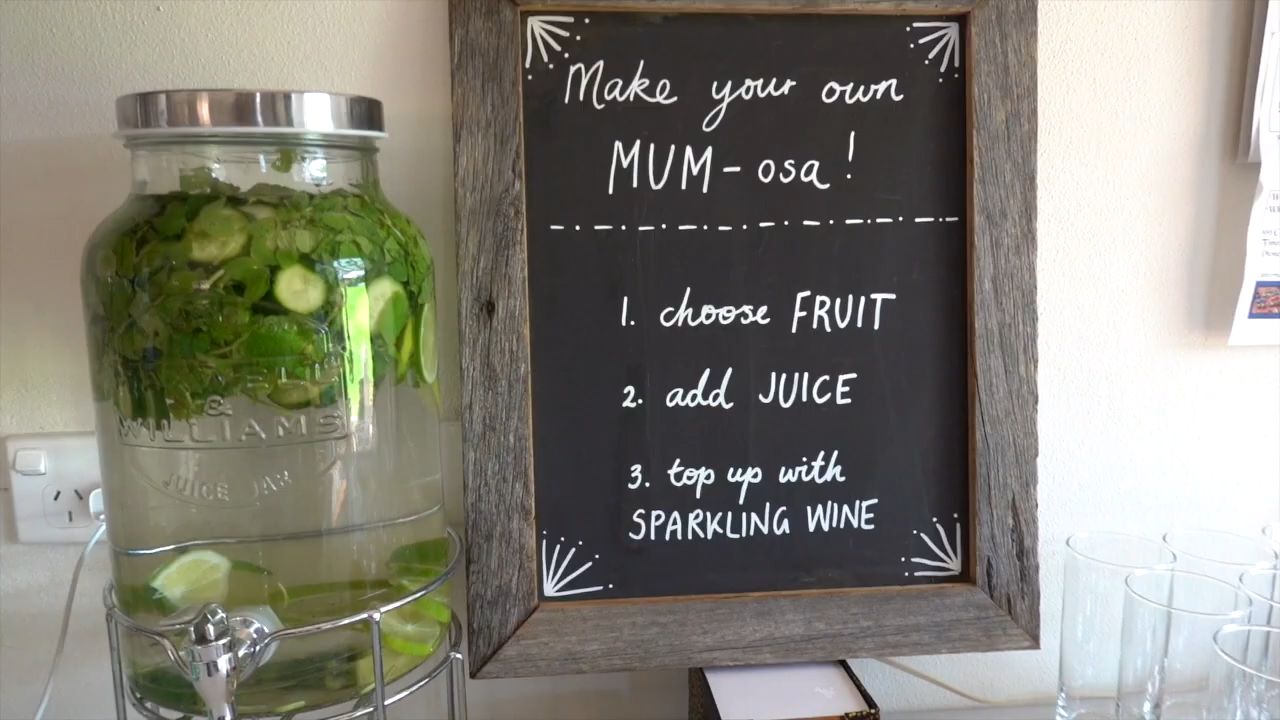 Make your own
MUM-osa!
1. choose FRUIT
2. add JUICE
3. top up with
SPARKLING WINE
&
WILLIAMS
JUICE JAR